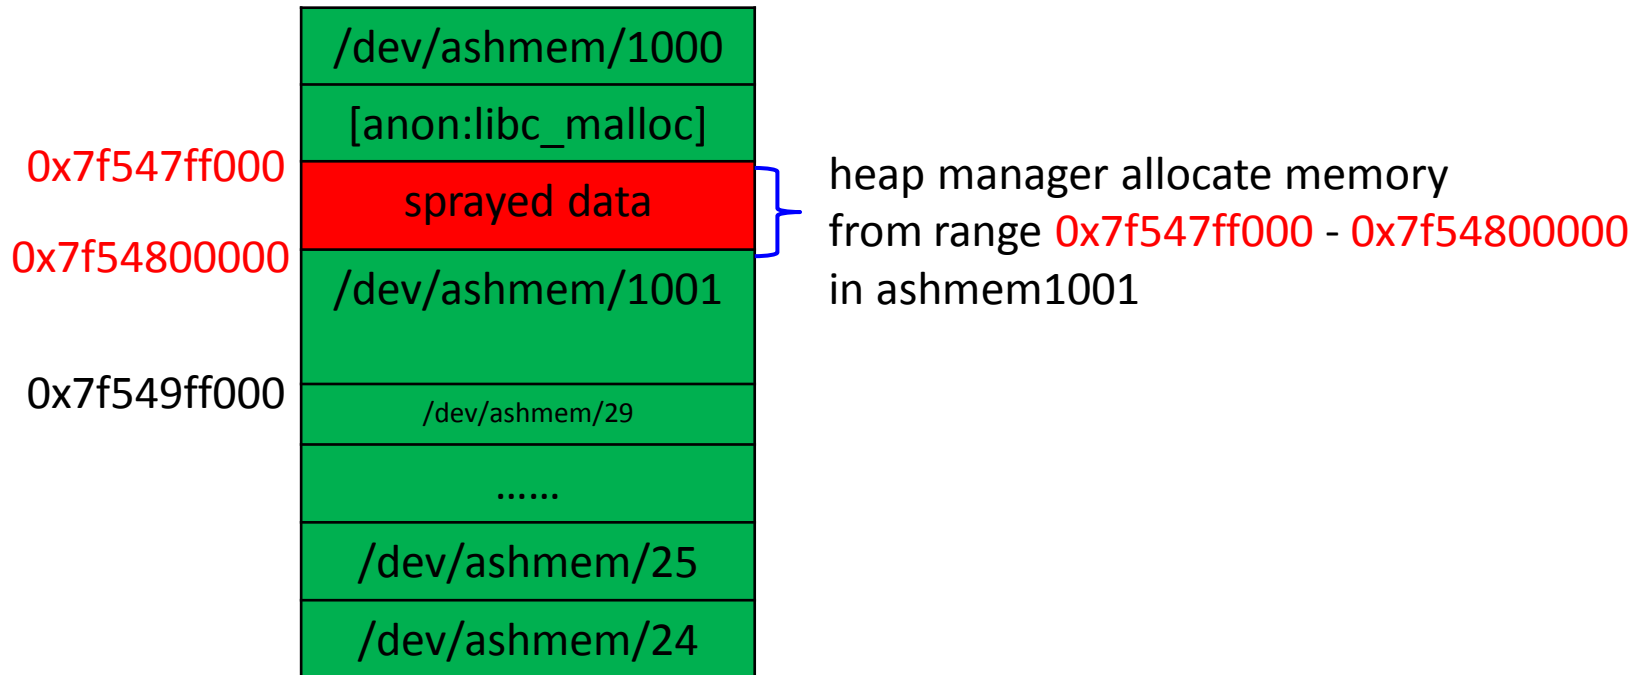 /dev/ashmem/1000
[anon:libc_malloc]
0x7f547ff000
sprayed data
0x7f54800000
/dev/ashmem/1001
0x7f549ff000
/dev/ashmem/29
......
/dev/ashmem/25
/dev/ashmem/24
heap manager allocate memory
from range 0x7f547ff000 - 0x7f54800000
in ashmem1001